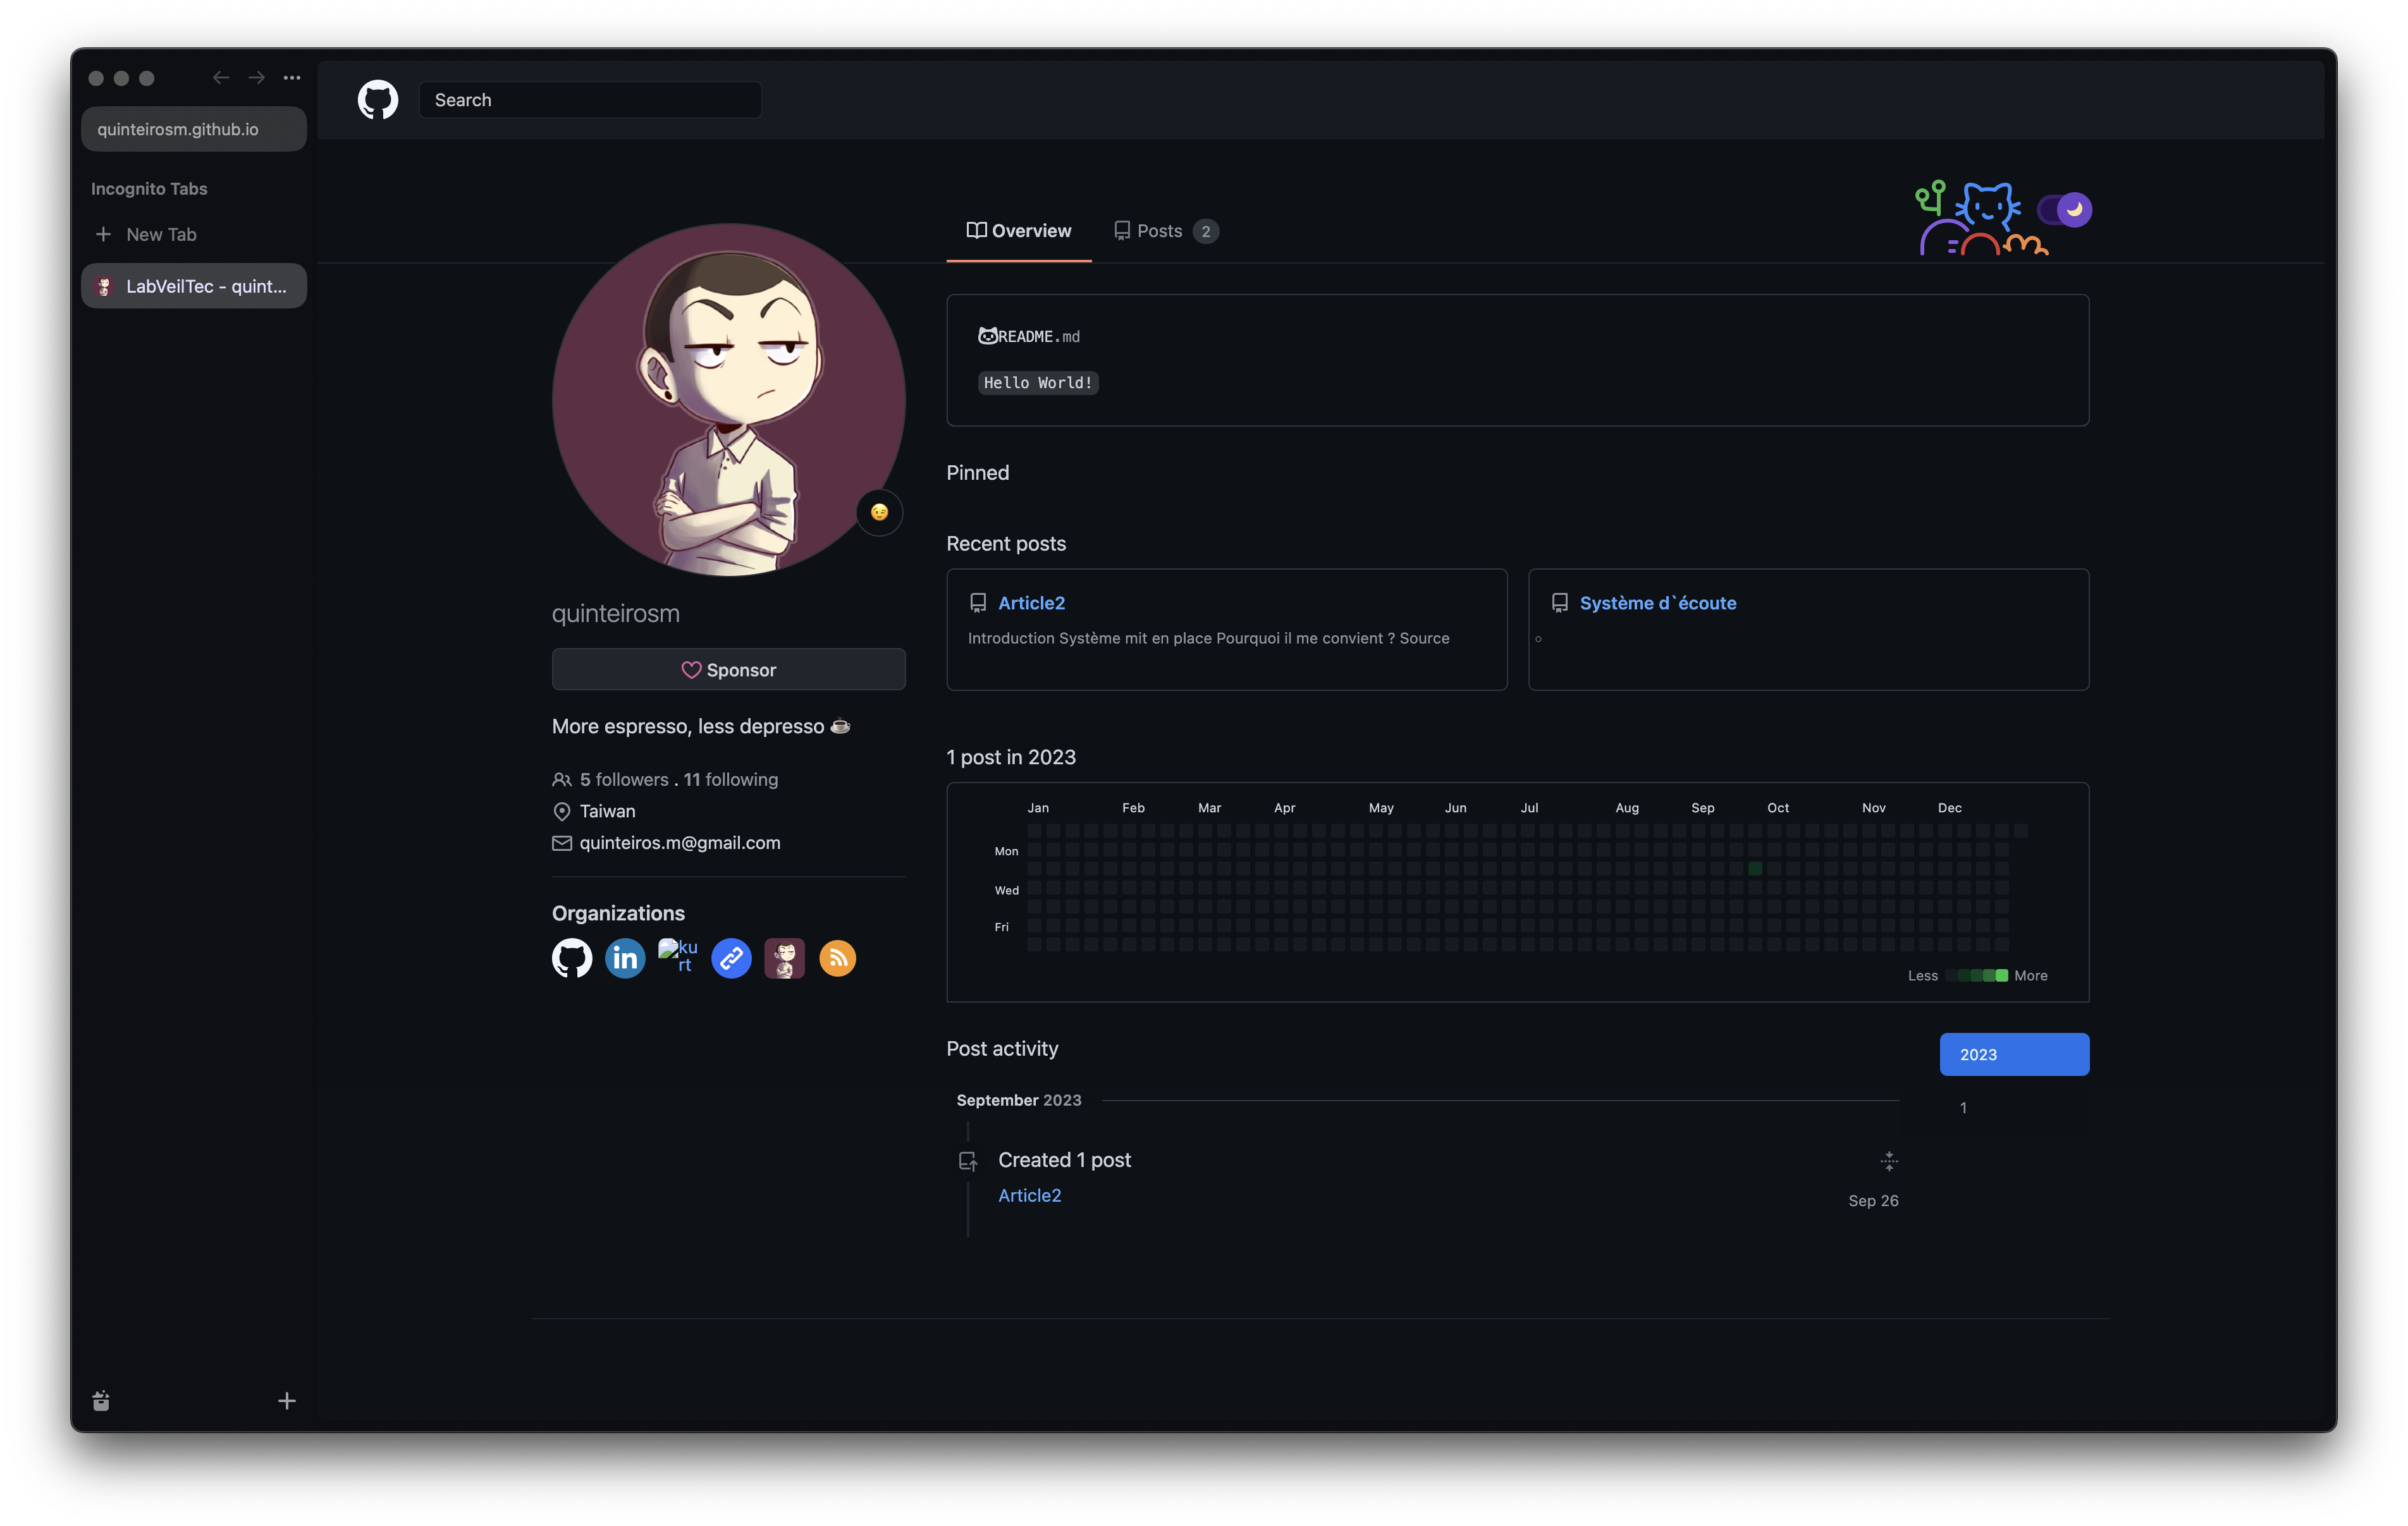 quinteirosm.github.io
Incognito Tabs
New Tab
LabVeilTec - quint...
Search
Overview
Posts 2
README.md
Hello World!
Pinned
Recent posts
Article2
Introduction Système mit en place Pourquoi il me convient ? Source
Système d`écoute
quinteirosm
Sponsor
More espresso, less depresso
5 followers . 11 following
Taiwan
quinteiros.m@gmail.com
Organizations
in
ku
rt
1 post in 2023
Jan Feb Mar Apr May Jun Jul Aug Sep Oct Nov Dec
Mon
Wed
Fri
Less More
Post activity
2023
1
September 2023
Created 1 post
Article2
Sep 26